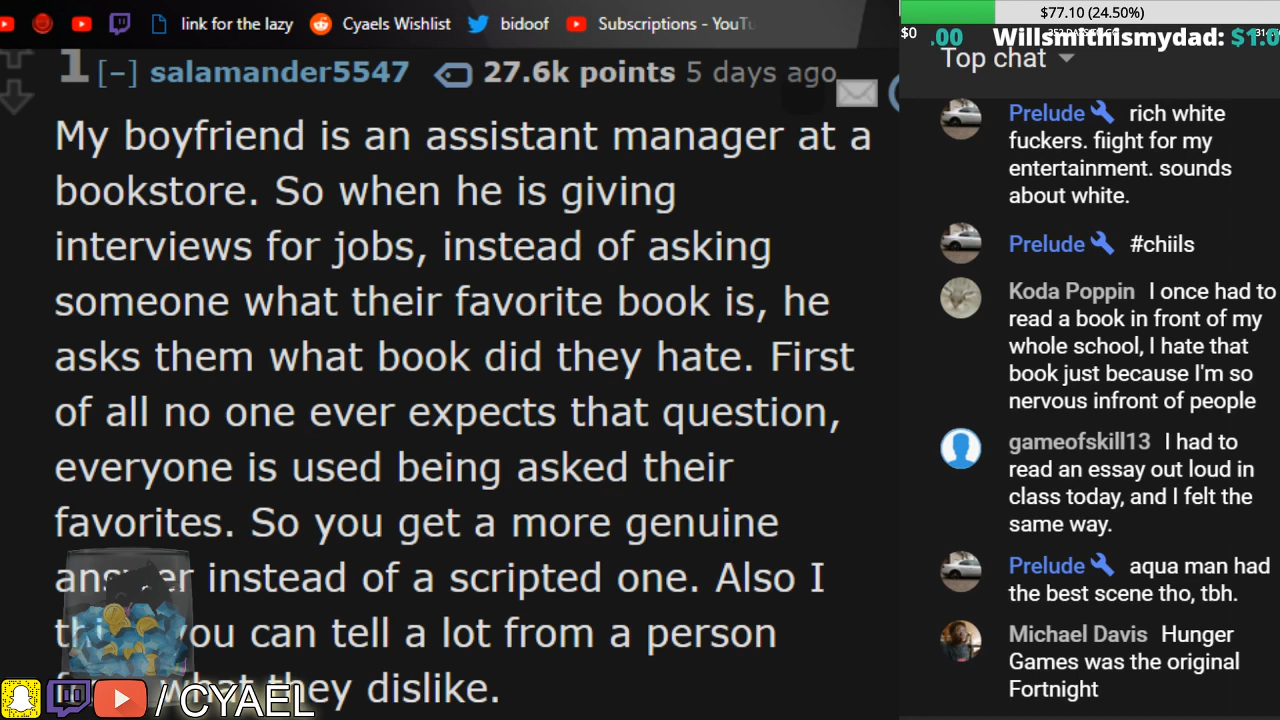 link for the lazy Cyaels Wishlist bidoof Subscriptions - YouTu
$77.10 (24.50%)
$0
.00 Willsmithismydad: $1.0
Top chat
1 [–] salamander5547 27.6k points 5 days ago
My boyfriend is an assistant manager at a
bookstore. So when he is giving
interviews for jobs, instead of asking
someone what their favorite book is, he
asks them what book did they hate. First
of all no one ever expects that question,
everyone is used being asked their
favorites. So you get a more genuine
answer instead of a scripted one. Also I
you can tell a lot from a person
what they dislike.
/CYAEL
Prelude rich white
fuckers. fiight for my
entertainment. sounds
about white.
Prelude #chiils
Koda Poppin I once had to
read a book in front of my
whole school, I hate that
book just because I'm so
nervous infront of people
gameofskill13 I had to
read an essay out loud in
class today, and I felt the
same way.
Prelude aqua man had
the best scene tho, tbh.
Michael Davis Hunger
Games was the original
Fortnight